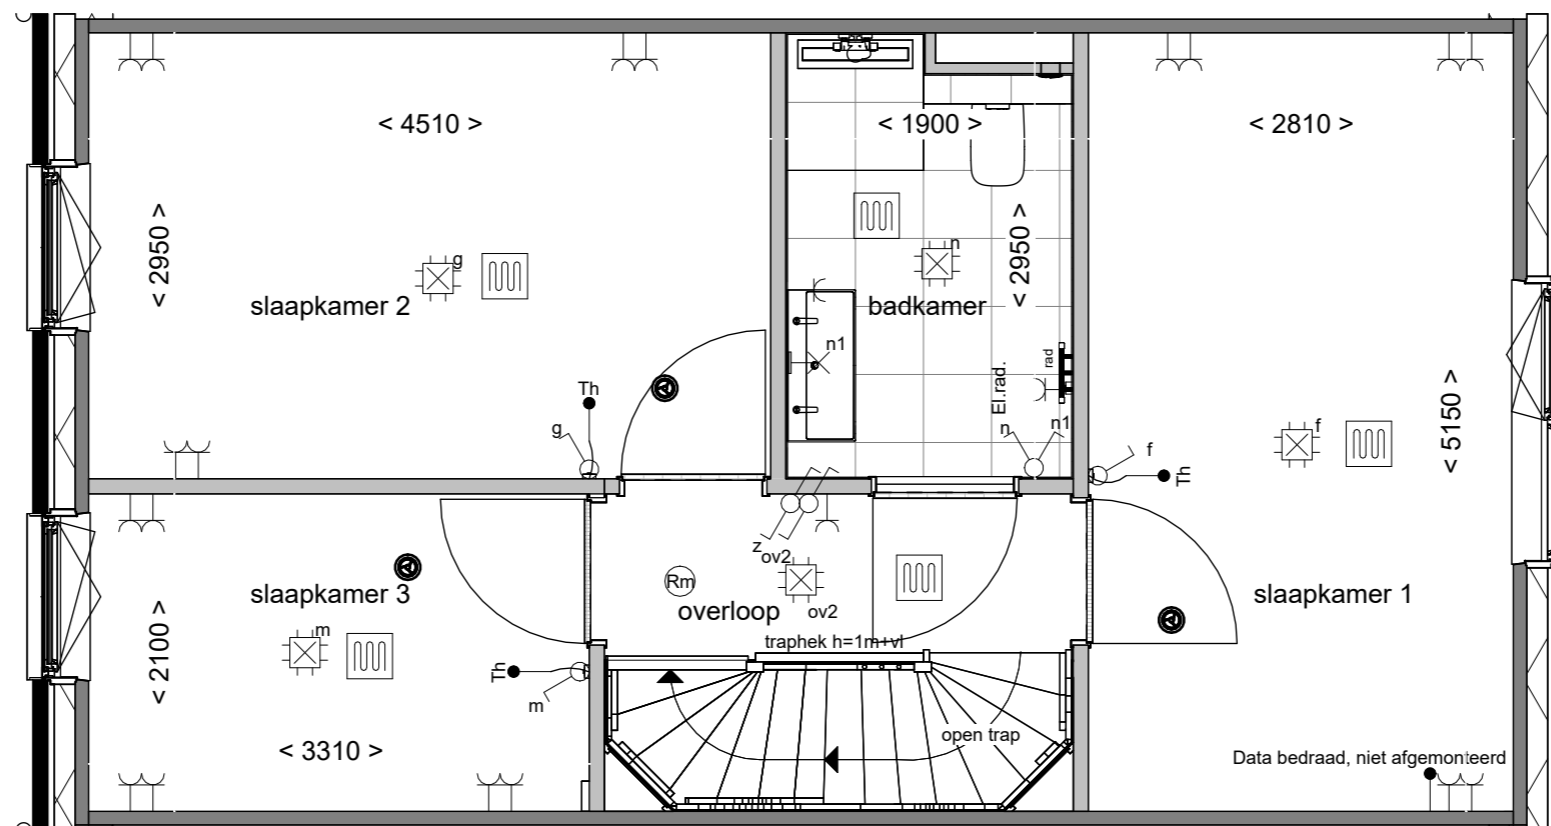 < 4510 >
< 1900 >
< 2810 >
< 2950 >
g
slaapkamer 2
n
< 2950 >
badkamer
n1
rad
El.rad.
Th
g
n
n1
f
Th
f
< 5150 >
z
ov2
Rm
overloop
ov2
traphek h=1m+vl
slaapkamer 3
m
< 2100 >
Th
m
< 3310 >
open trap
slaapkamer 1
Data bedraad, niet afgemonteerd